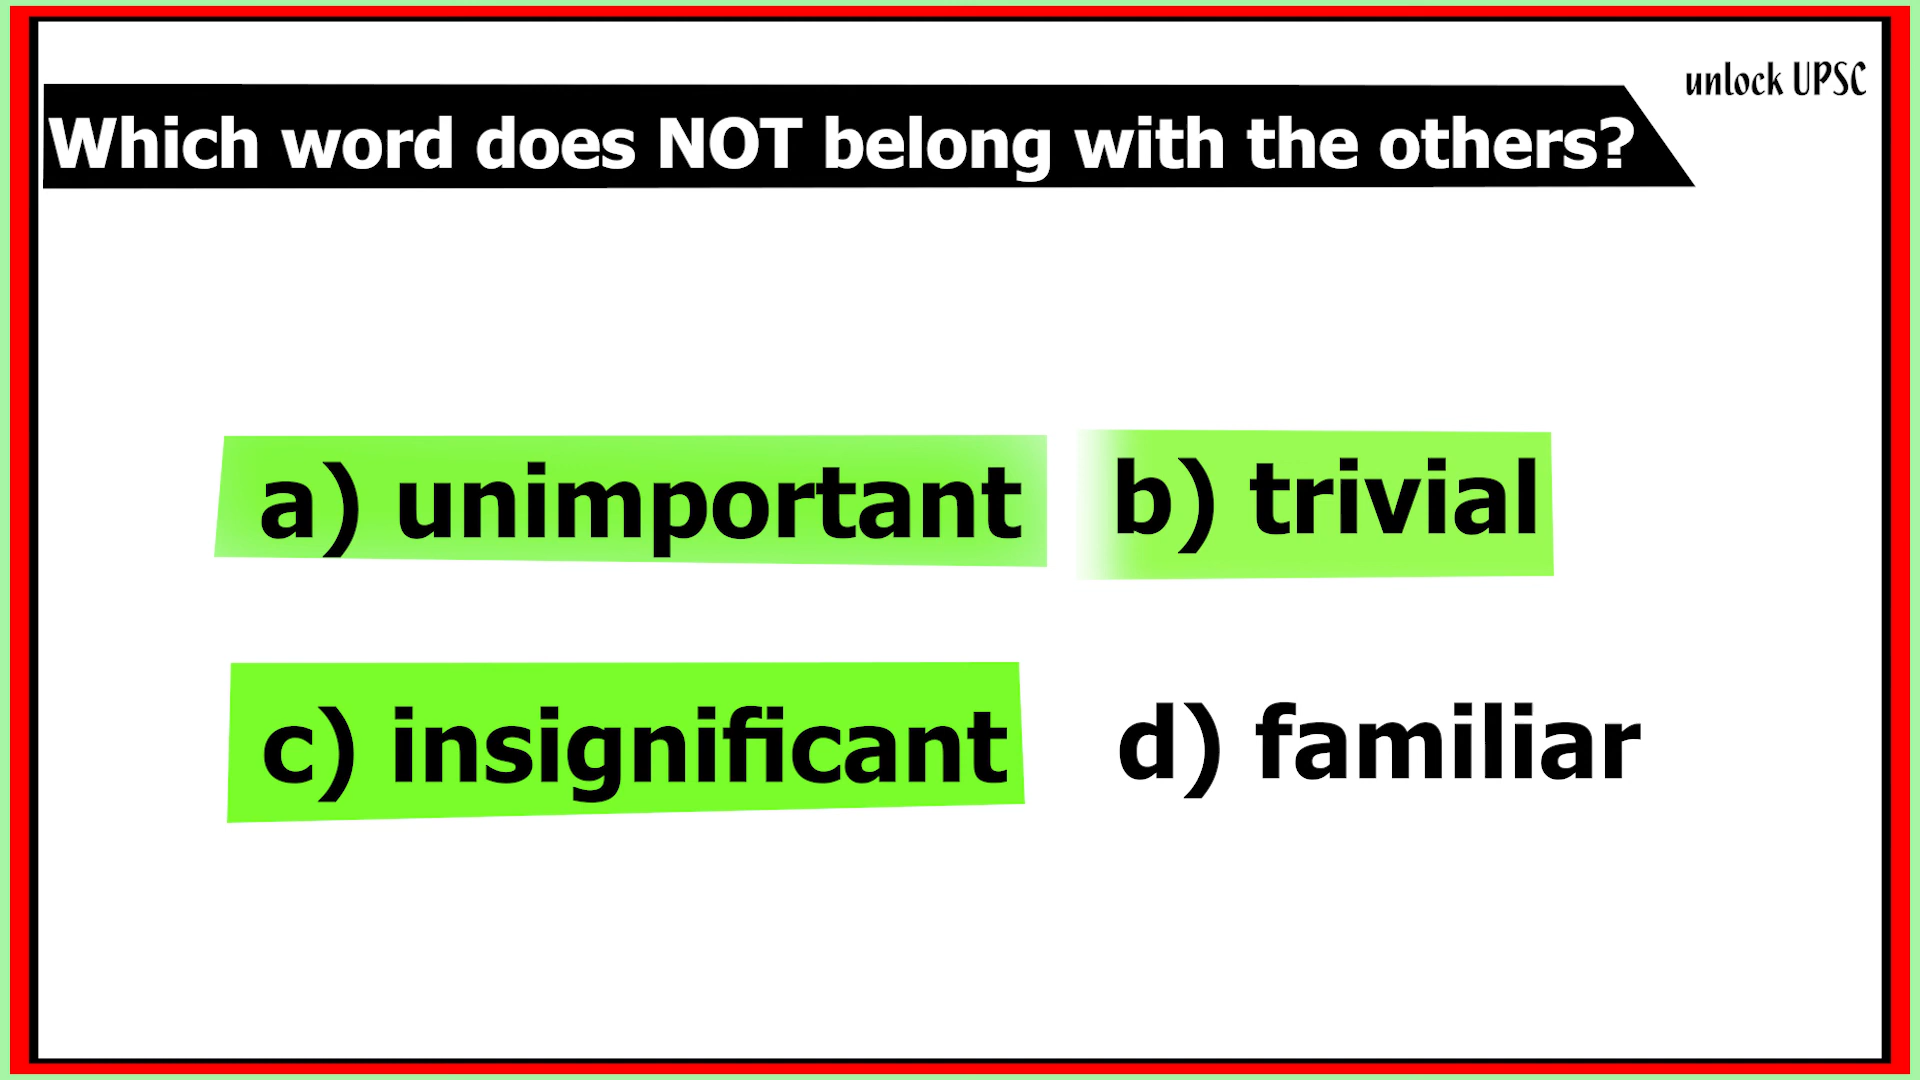 unlock UPSC
Which word does NOT belong with the others?
a) unimportant b) trivial
c) insignificant d) familiar